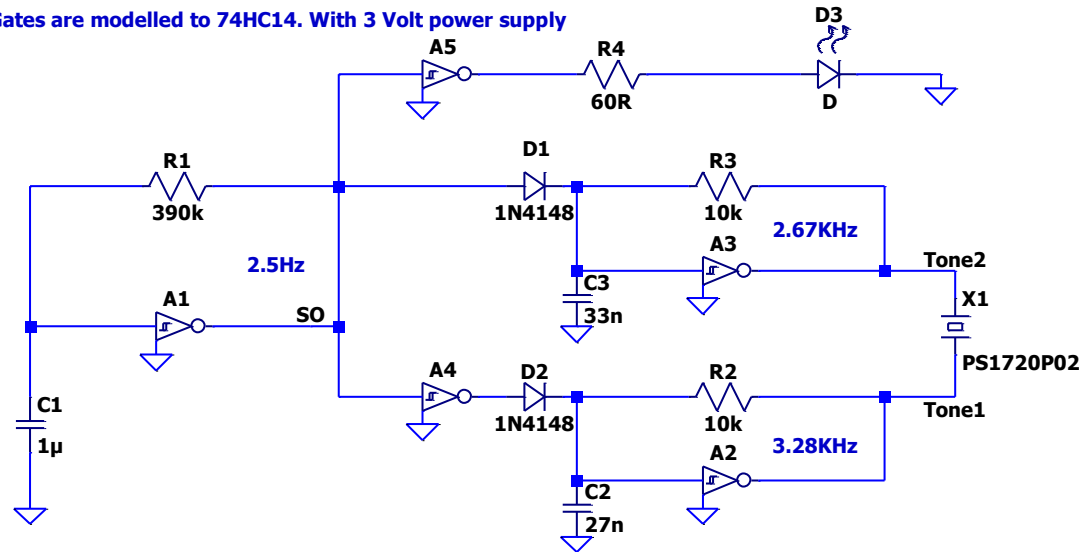 Gates are modelled to 74HC14. With 3 Volt power supply
D3
A5
R4
60R
D
D1
R1
R3
390k
1N4148
10k
2.67KHz
A3
2.5Hz
Tone2
C3
A1
X1
SO
33n
A4
D2
R2
PS1720P02
C1
1N4148
10k
Tone1
1µ
A2
3.28KHz
C2
27n